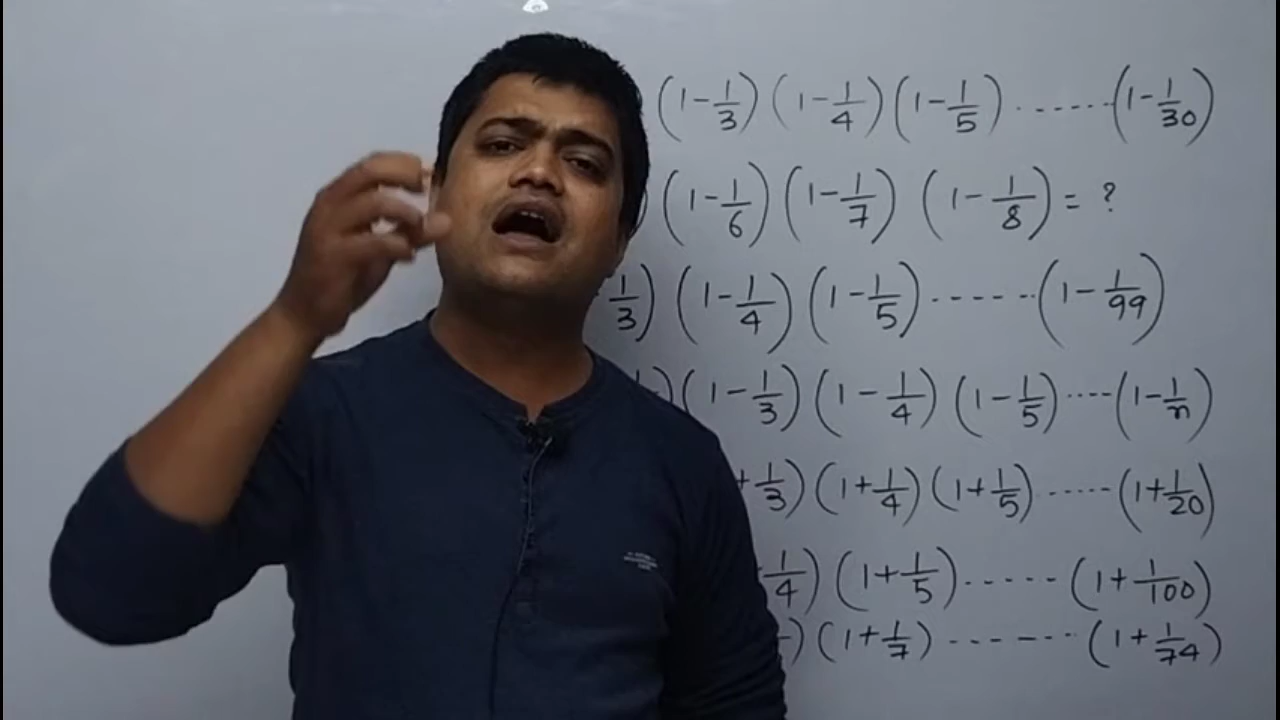 (1-1/3) (1-1/4) (1-1/5) ...... (1-1/30)
) (1-1/6) (1-1/7) (1-1/8) = ?
1/3) (1-1/4) (1-1/5) ------ (1-1/99)
) (1-1/3) (1-1/4) (1-1/5) .... (1-1/n)
+1/3) (1+1/4) (1+1/5) ..... (1+1/20)
1/4) (1+1/5) ------ (1+1/100)
) (1+1/7) ------- (1+1/74)